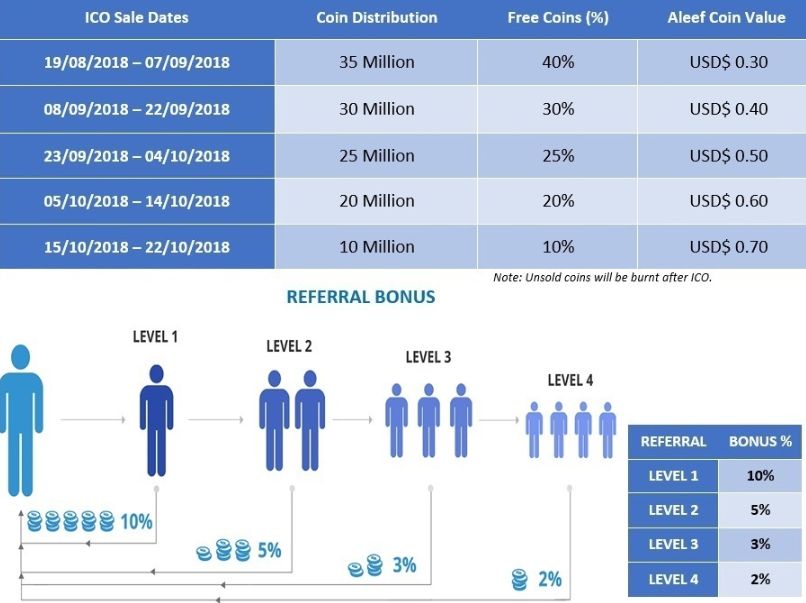 ICO Sale Dates Coin Distribution Free Coins (%) Aleef Coin Value
19/08/2018 – 07/09/2018 35 Million 40% USD$ 0.30
08/09/2018 – 22/09/2018 30 Million 30% USD$ 0.40
23/09/2018 – 04/10/2018 25 Million 25% USD$ 0.50
05/10/2018 – 14/10/2018 20 Million 20% USD$ 0.60
15/10/2018 – 22/10/2018 10 Million 10% USD$ 0.70
Note: Unsold coins will be burnt after ICO.
REFERRAL BONUS
LEVEL 1
LEVEL 2
LEVEL 3
LEVEL 4
10%
5%
3%
2%
REFERRAL BONUS %
LEVEL 1 10%
LEVEL 2 5%
LEVEL 3 3%
LEVEL 4 2%